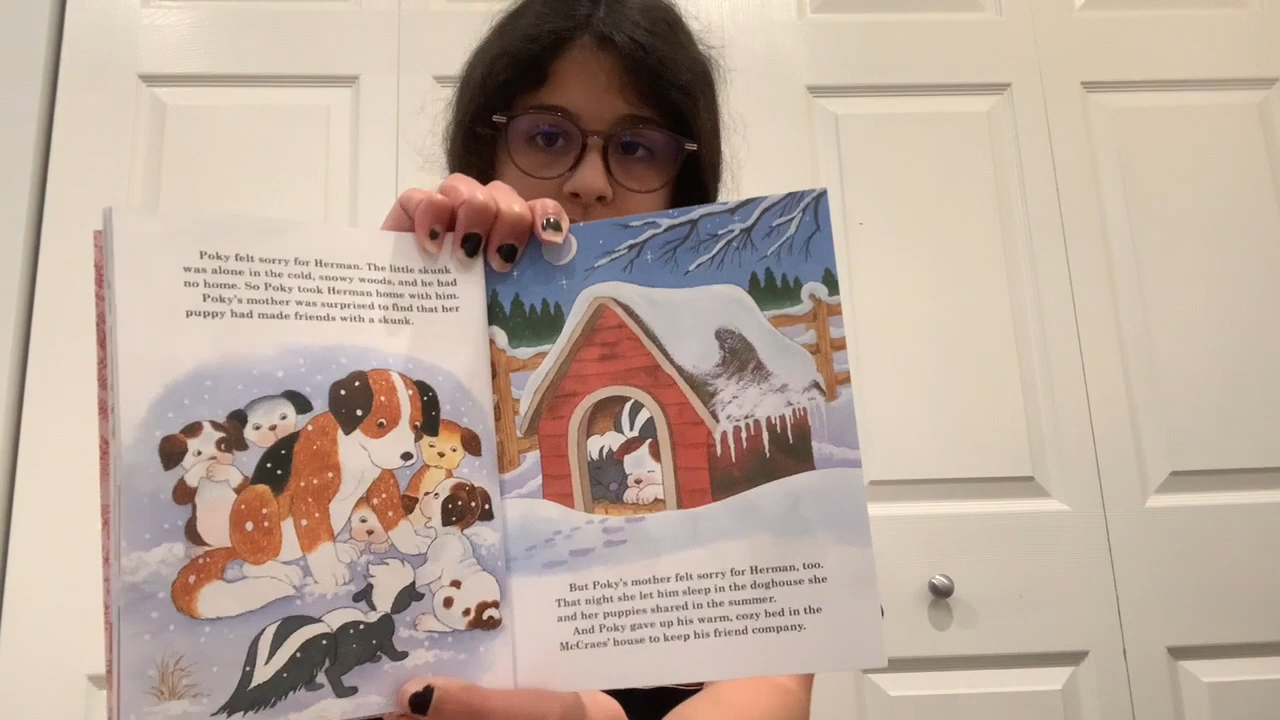 Poky felt sorry for Herman. The little skunk
was alone in the cold, snowy woods, and he had
no home. So Poky took Herman home with him.
Poky's mother was surprised to find that her
puppy had made friends with a skunk.
But Poky's mother felt sorry for Herman, too.
That night she let him sleep in the doghouse she
and her puppies shared in the summer.
And Poky gave up his warm, cozy bed in the
McCraes' house to keep his friend company.